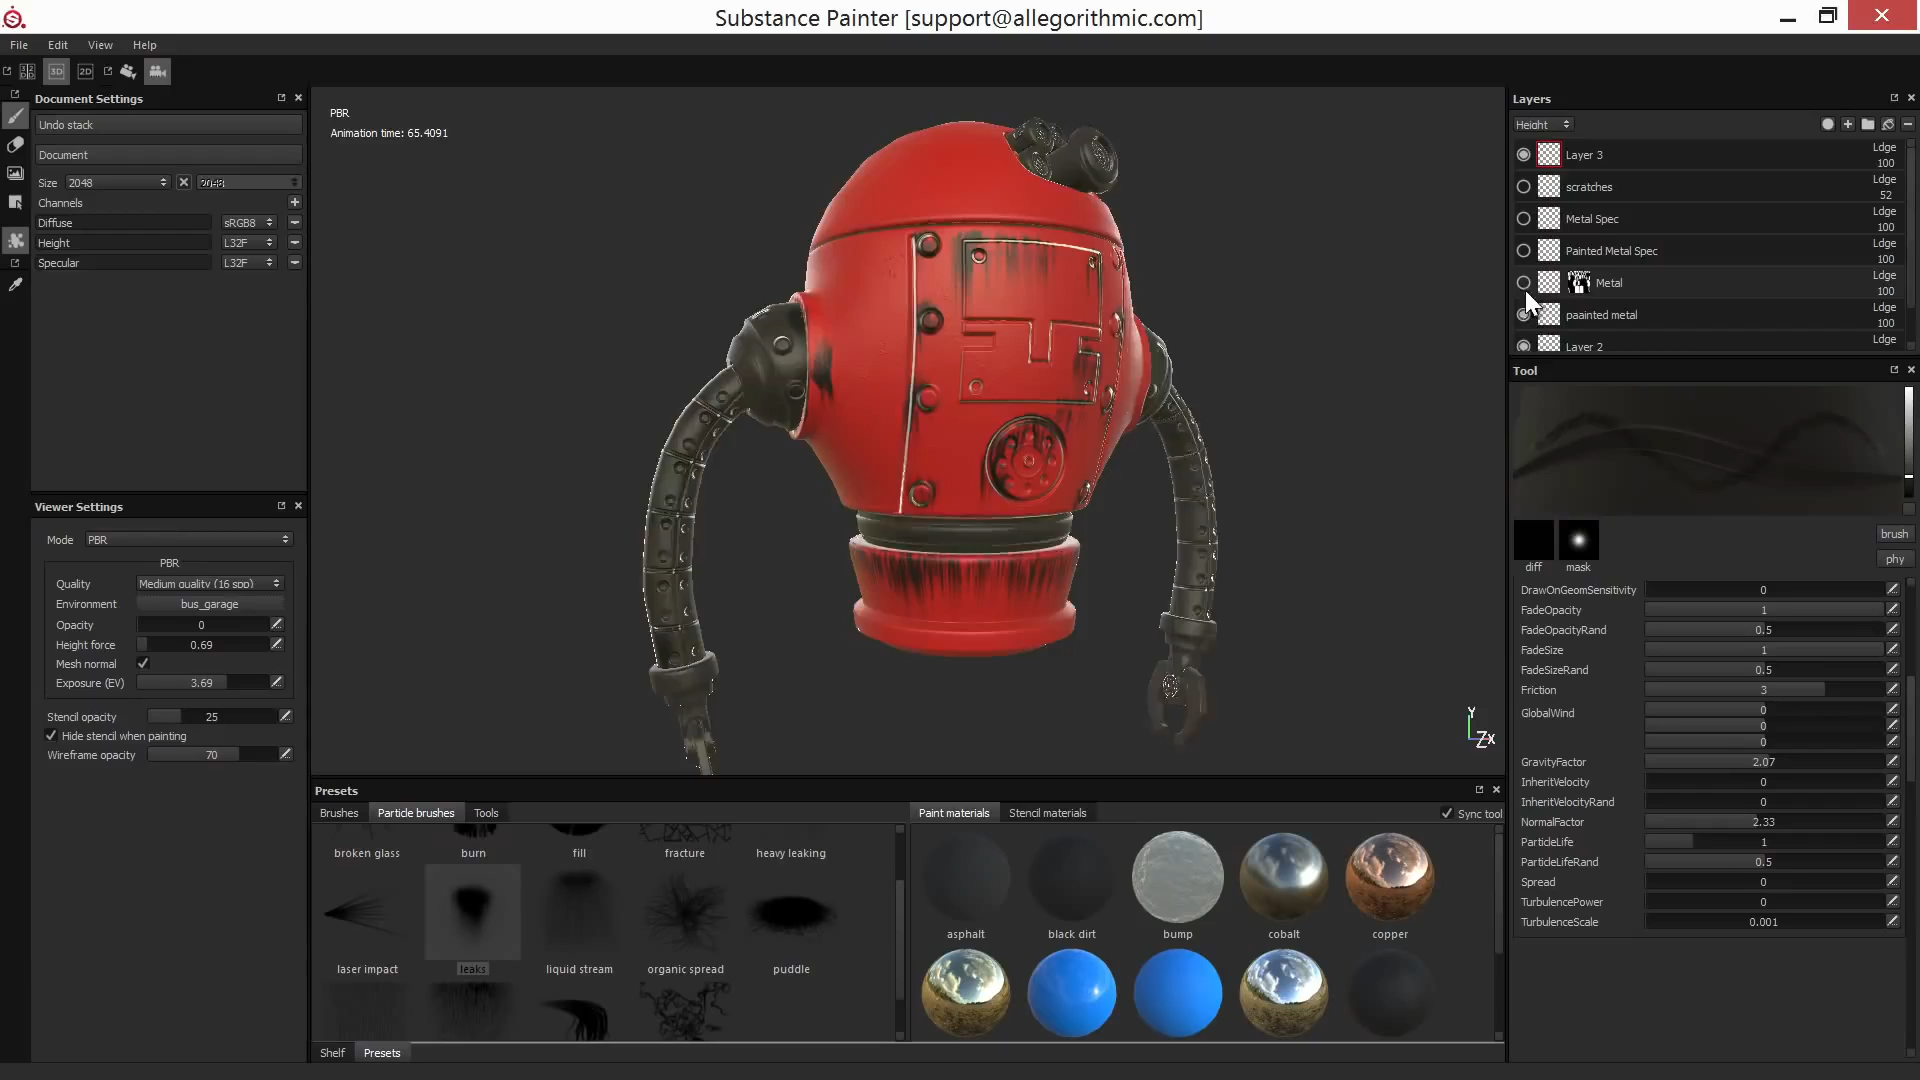 Substance Painter [support@allegorithmic.com]
File Edit View Help
3D 2D
Document Settings
Undo stack
Document
Size 2048 2048
Channels
Diffuse sRGB8
Height L32F
Specular L32F
Viewer Settings
Mode PBR
PBR
Quality Medium quality (16 spp)
Environment bus_garage
Opacity 0
Height force 0.69
Mesh normal
Exposure (EV) 3.69
Stencil opacity 25
Hide stencil when painting
Wireframe opacity 70
PBR
Animation time: 65.4091
Y
Z X
Presets
Brushes Particle brushes Tools
broken glass burn fill fracture heavy leaking
laser impact leaks liquid stream organic spread puddle
Paint materials Stencil materials Sync tool
asphalt black dirt bump cobalt copper
Shelf Presets
Layers
Height
Layer 3 Ldge 100
scratches Ldge 52
Metal Spec Ldge 100
Painted Metal Spec Ldge 100
Metal Ldge 100
paainted metal Ldge 100
Layer 2 Ldge
Tool
brush
phy
diff mask
DrawOnGeomSensitivity 0
FadeOpacity 1
FadeOpacityRand 0.5
FadeSize 1
FadeSizeRand 0.5
Friction 3
GlobalWind 0
0
0
GravityFactor 2.07
InheritVelocity 0
InheritVelocityRand 0
NormalFactor 2.33
ParticleLife 1
ParticleLifeRand 0.5
Spread 0
TurbulencePower 0
TurbulenceScale 0.001